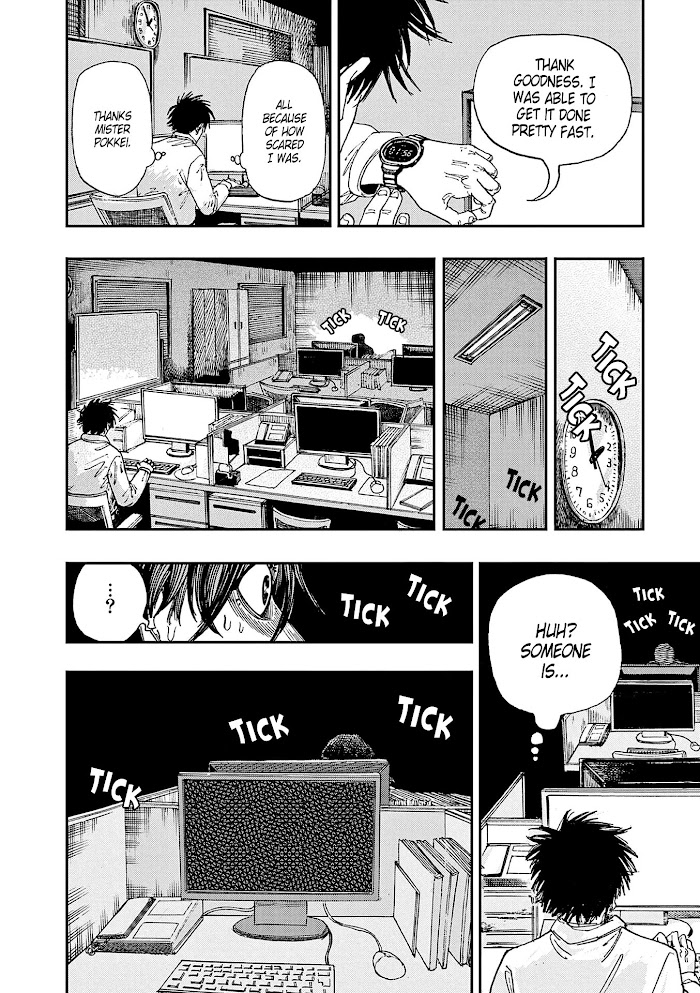 THANK
GOODNESS. I
WAS ABLE TO
GET IT DONE
PRETTY FAST.
ALL
BECAUSE
OF HOW
SCARED
I WAS.
THANKS
MISTER
POKKEI.
TICK
TICK
TICK
TICK
TICK
TICK
HUH?
SOMEONE
IS...
TICK
TICK
TICK
...?
TICK
TICK
TICK
TICK
TICK